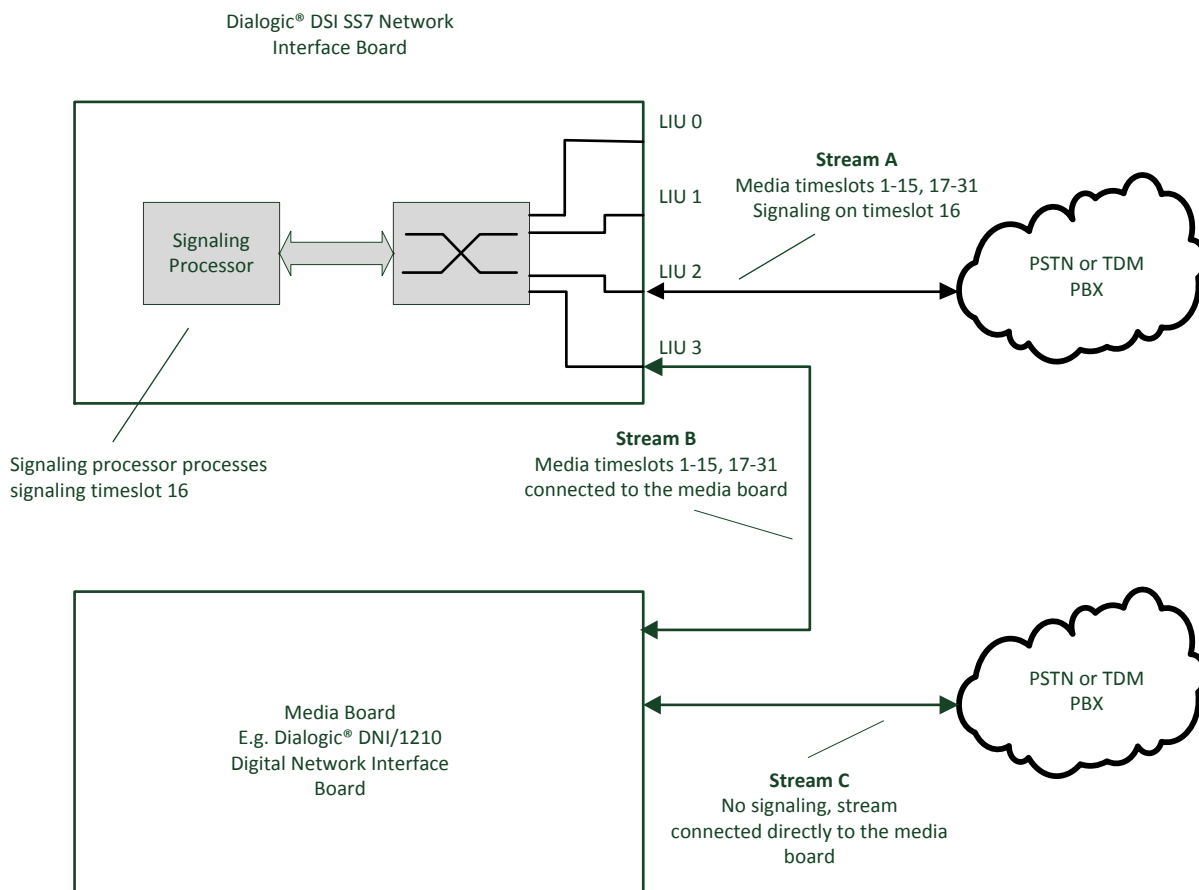 Dialogic® DSI SS7 Network
Interface Board
LIU 0
Stream A
Media timeslots 1-15, 17-31
Signaling on timeslot 16
LIU 1
Signaling
Processor
LIU 2
PSTN or TDM
PBX
LIU 3
Stream B
Media timeslots 1-15, 17-31
connected to the media board
Signaling processor processes
signaling timeslot 16
Media Board
E.g. Dialogic® DNI/1210
Digital Network Interface
Board
PSTN or TDM
PBX
Stream C
No signaling, stream
connected directly to the media
board